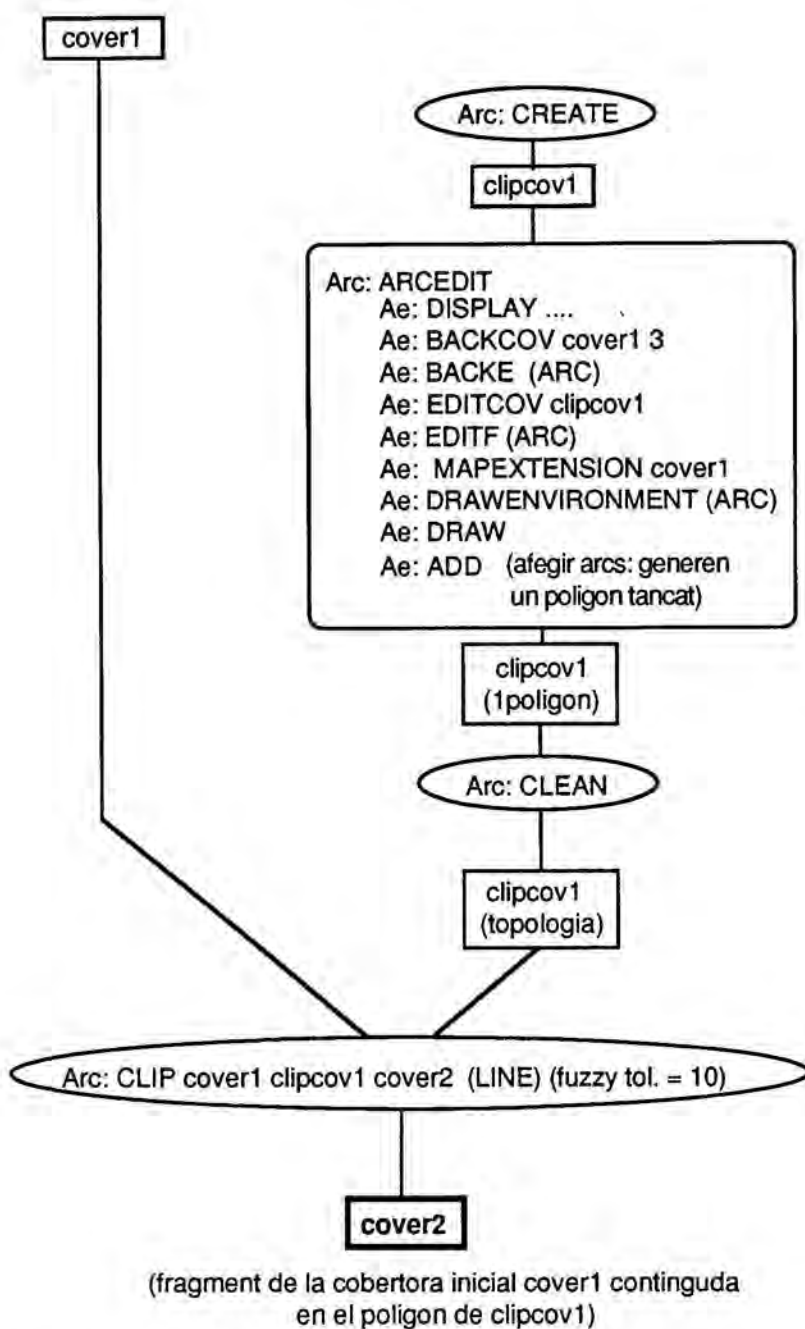 cover1
Arc: CREATE
clipcov1
Arc: ARCEDIT
Ae: DISPLAY ....
Ae: BACKCOV cover1 3
Ae: BACKE (ARC)
Ae: EDITCOV clipcov1
Ae: EDITF (ARC)
Ae: MAPEXTENSION cover1
Ae: DRAWENVIRONMENT (ARC)
Ae: DRAW
Ae: ADD (afegir arcs: generen
un poligon tancat)
clipcov1
(1poligon)
Arc: CLEAN
clipcov1
(topologia)
Arc: CLIP cover1 clipcov1 cover2 (LINE) (fuzzy tol. = 10)
cover2
(fragment de la cobertora inicial cover1 continguda
en el poligon de clipcov1)